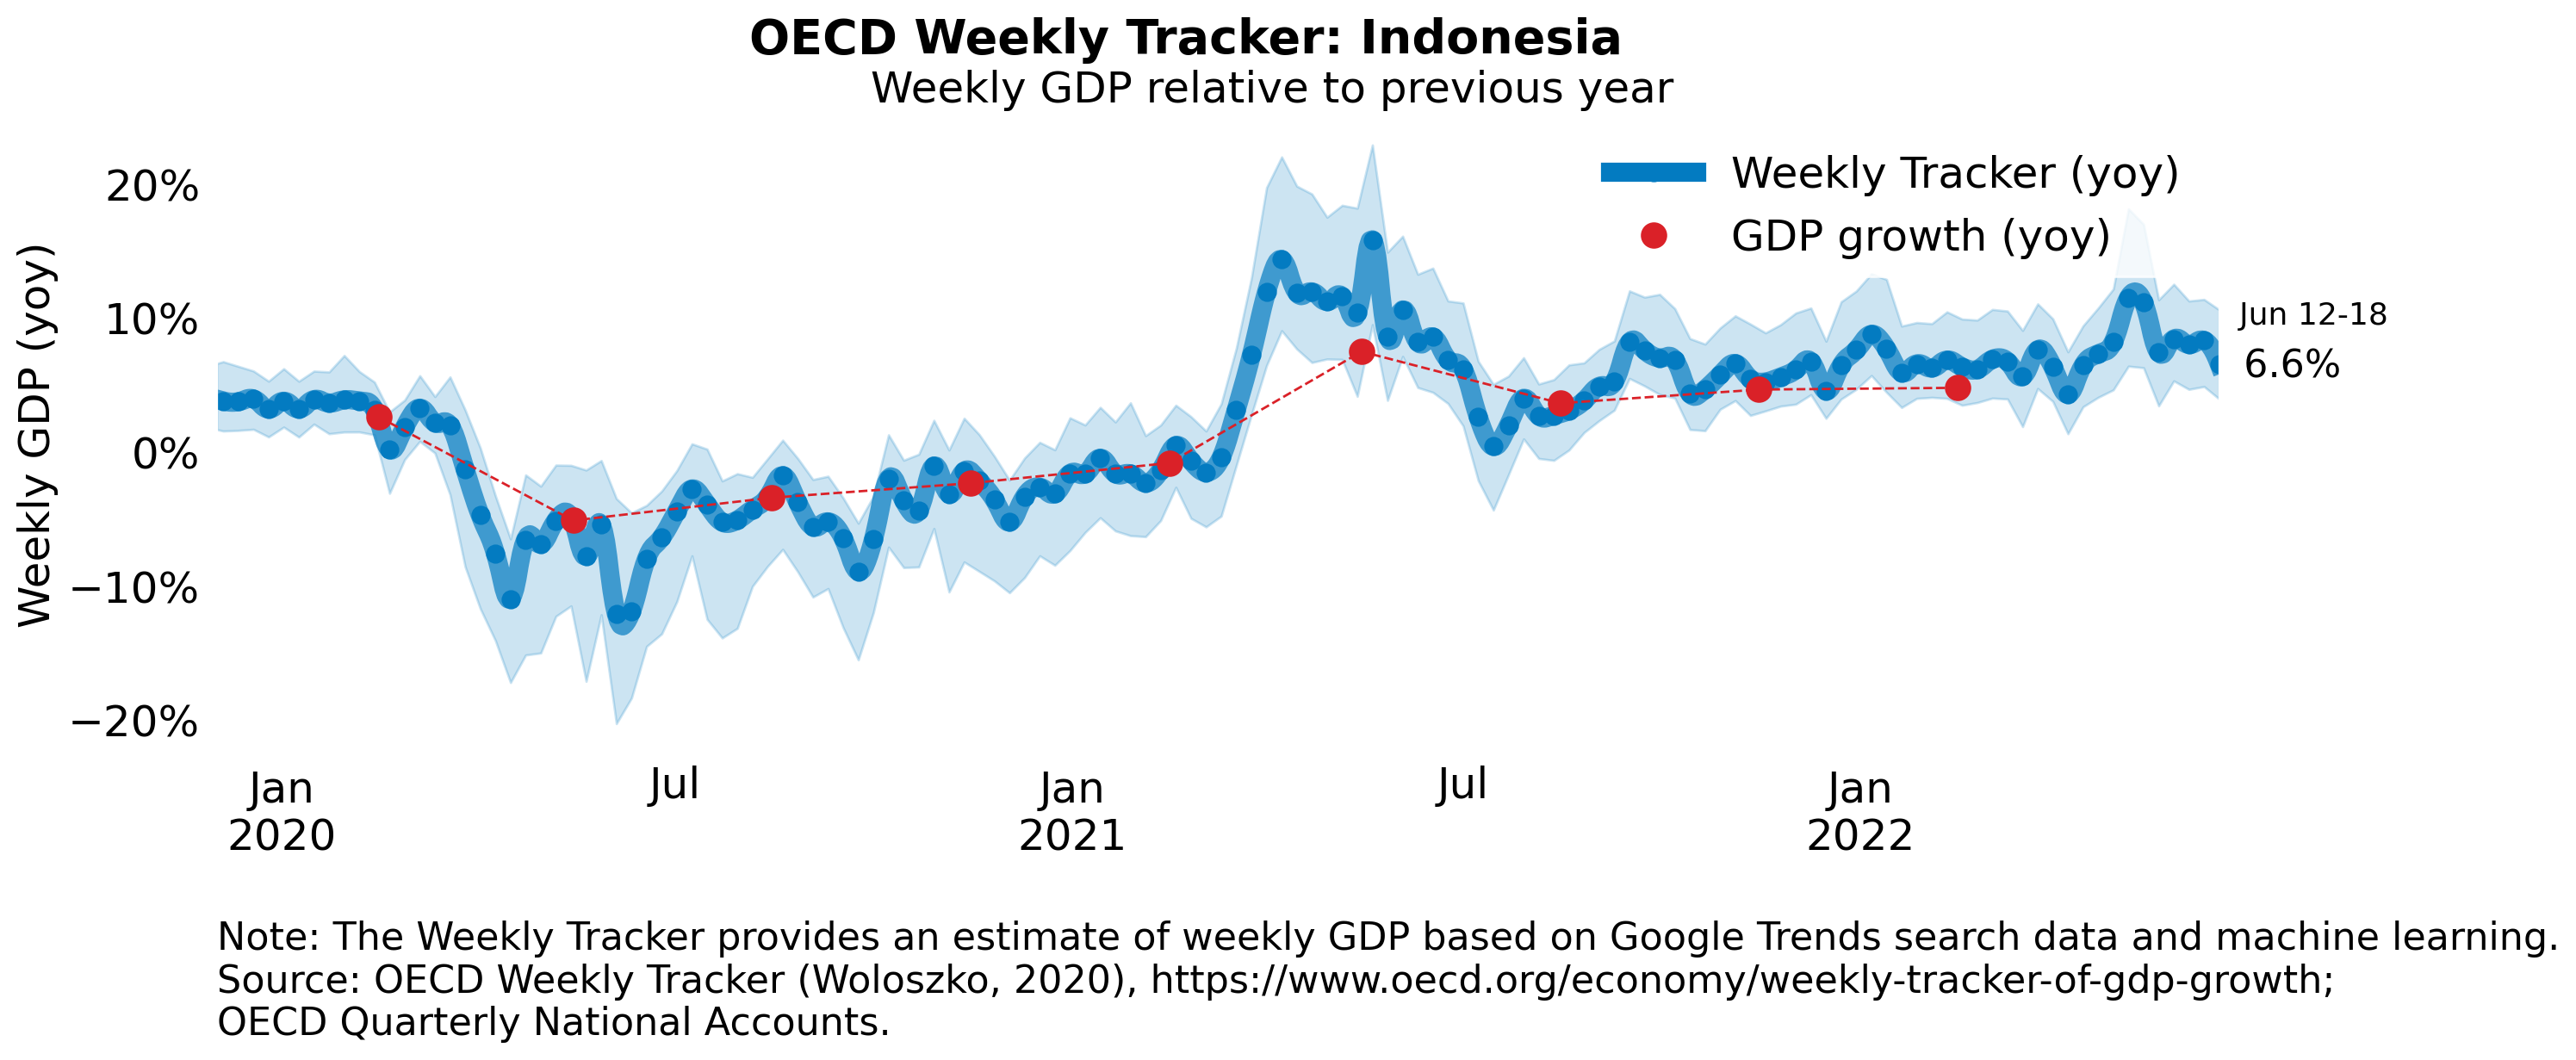 OECD Weekly Tracker: Indonesia
Weekly GDP relative to previous year
Weekly Tracker (yoy)
GDP growth (yoy)
Weekly GDP (yoy)
20%
10%
0%
−10%
−20%
Jun 12-18
6.6%
Jan
2020
Jul
Jan
2021
Jul
Jan
2022
Note: The Weekly Tracker provides an estimate of weekly GDP based on Google Trends search data and machine learning.
Source: OECD Weekly Tracker (Woloszko, 2020), https://www.oecd.org/economy/weekly-tracker-of-gdp-growth;
OECD Quarterly National Accounts.